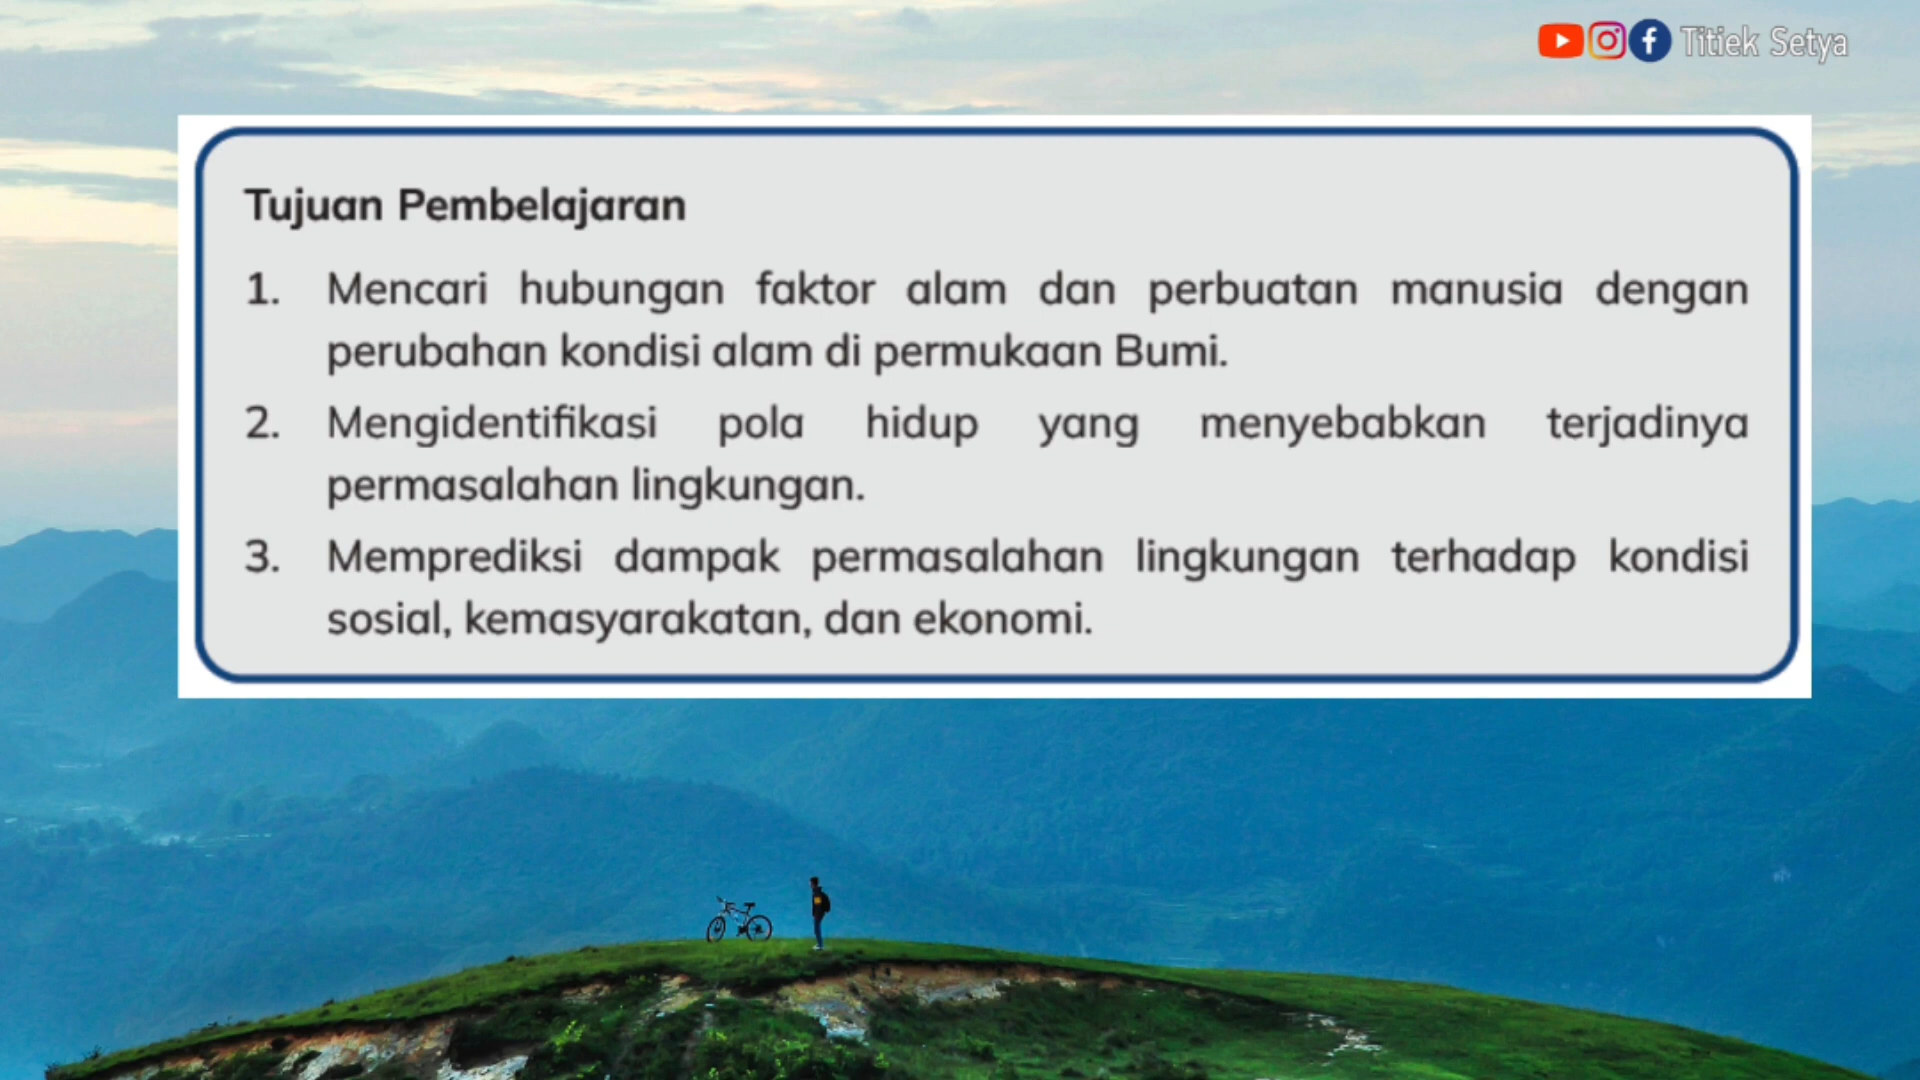 Titiek Setya
Tujuan Pembelajaran
1. Mencari hubungan faktor alam dan perbuatan manusia dengan
perubahan kondisi alam di permukaan Bumi.
2. Mengidentifikasi pola hidup yang menyebabkan terjadinya
permasalahan lingkungan.
3. Memprediksi dampak permasalahan lingkungan terhadap kondisi
sosial, kemasyarakatan, dan ekonomi.